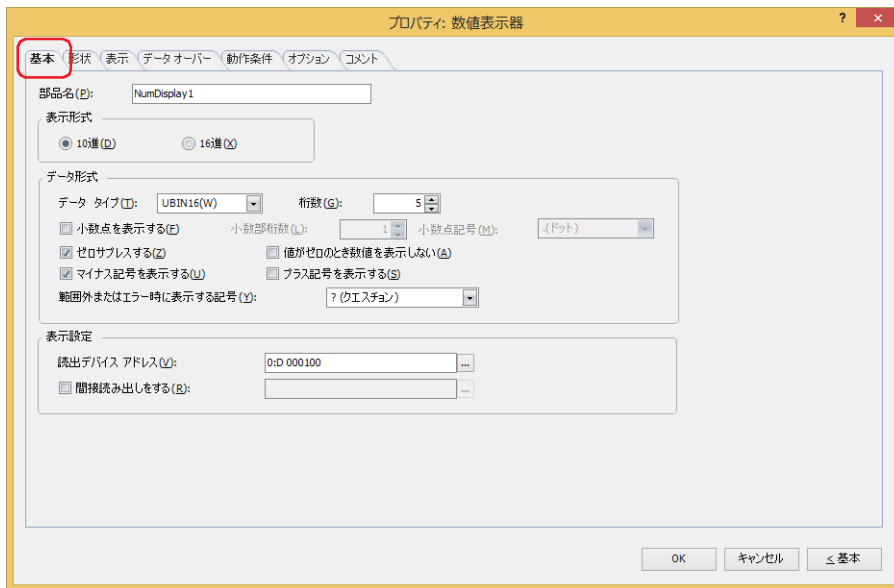 プロパティ: 数値表示器
? ×
基本 形状 表示 データオーバー 動作条件 オプション コメント
部品名(P): NumDisplay1
表示形式
10進(D) 16進(X)
データ形式
データ タイプ(T): UBIN16(W) 桁数(G): 5
小数点を表示する(F) 小数部桁数(L): 1 小数点記号(M): .(ドット)
ゼロサプレスする(Z) 値がゼロのとき数値を表示しない(A)
マイナス記号を表示する(U) プラス記号を表示する(S)
範囲外またはエラー時に表示する記号(Y): ? (クエスチョン)
表示設定
読出デバイス アドレス(V): 0:D 000100 ...
間接読み出しをする(R): ...
OK キャンセル < 基本